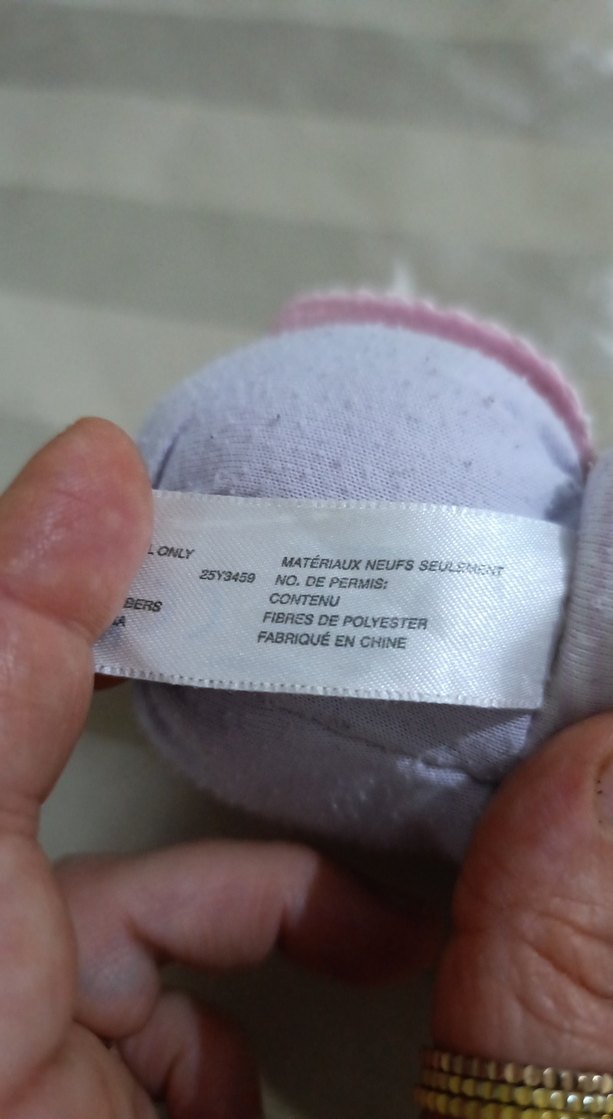 L ONLY
25Y3459
BERS
MATÉRIAUX NEUFS SEULEMENT
NO. DE PERMIS:
CONTENU
FIBRES DE POLYESTER
FABRIQUÉ EN CHINE